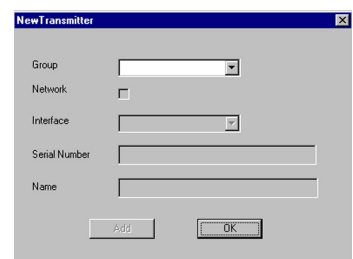 NewTransmitter
Group
Network
Interface
Serial Number
Name
Add
OK